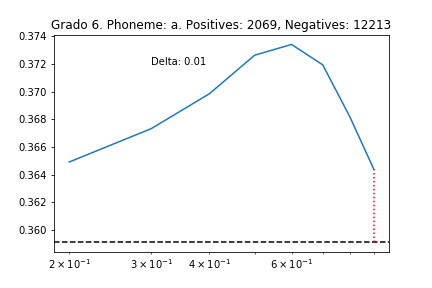 Grado 6. Phoneme: a. Positives: 2069, Negatives: 12213
0.374
Delta: 0.01
0.372
0.370
0.368
0.366
0.364
0.362
0.360
2 × 10⁻¹ 3 × 10⁻¹ 4 × 10⁻¹ 6 × 10⁻¹